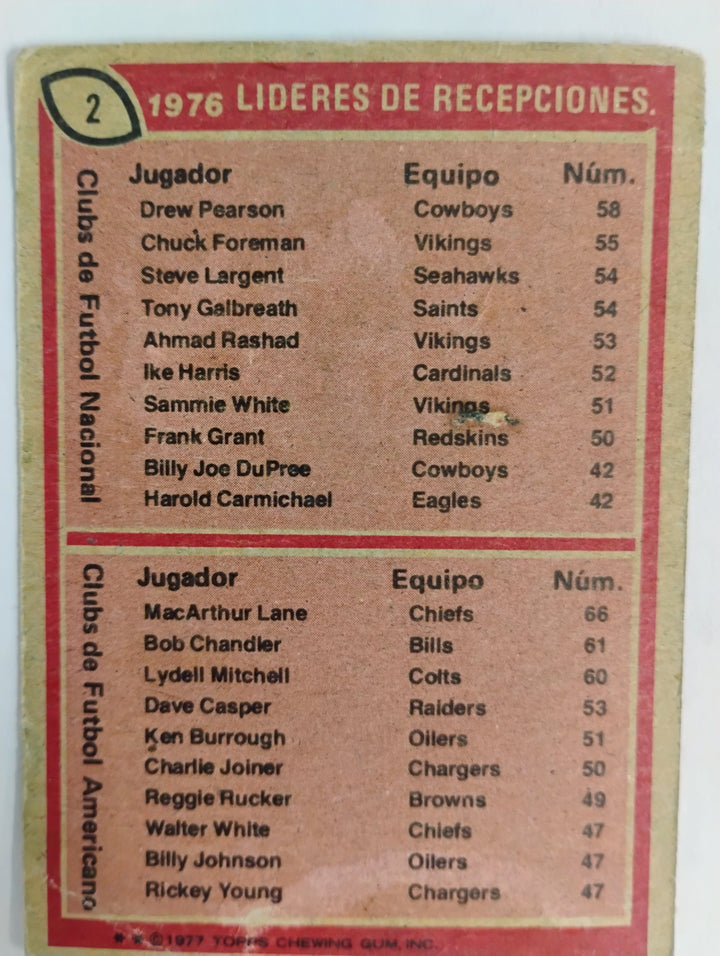 2
1976 LIDERES DE RECEPCIONES.
Clubs de Futbol Nacional
Jugador Equipo Núm.
Drew Pearson Cowboys 58
Chuck Foreman Vikings 55
Steve Largent Seahawks 54
Tony Galbreath Saints 54
Ahmad Rashad Vikings 53
Ike Harris Cardinals 52
Sammie White Vikings 51
Frank Grant Redskins 50
Billy Joe DuPree Cowboys 42
Harold Carmichael Eagles 42
Clubs de Futbol Americano
Jugador Equipo Núm.
MacArthur Lane Chiefs 66
Bob Chandler Bills 61
Lydell Mitchell Colts 60
Dave Casper Raiders 53
Ken Burrough Oilers 51
Charlie Joiner Chargers 50
Reggie Rucker Browns 49
Walter White Chiefs 47
Billy Johnson Oilers 47
Rickey Young Chargers 47
* * ©1977 TOPPS CHEWING GUM, INC.